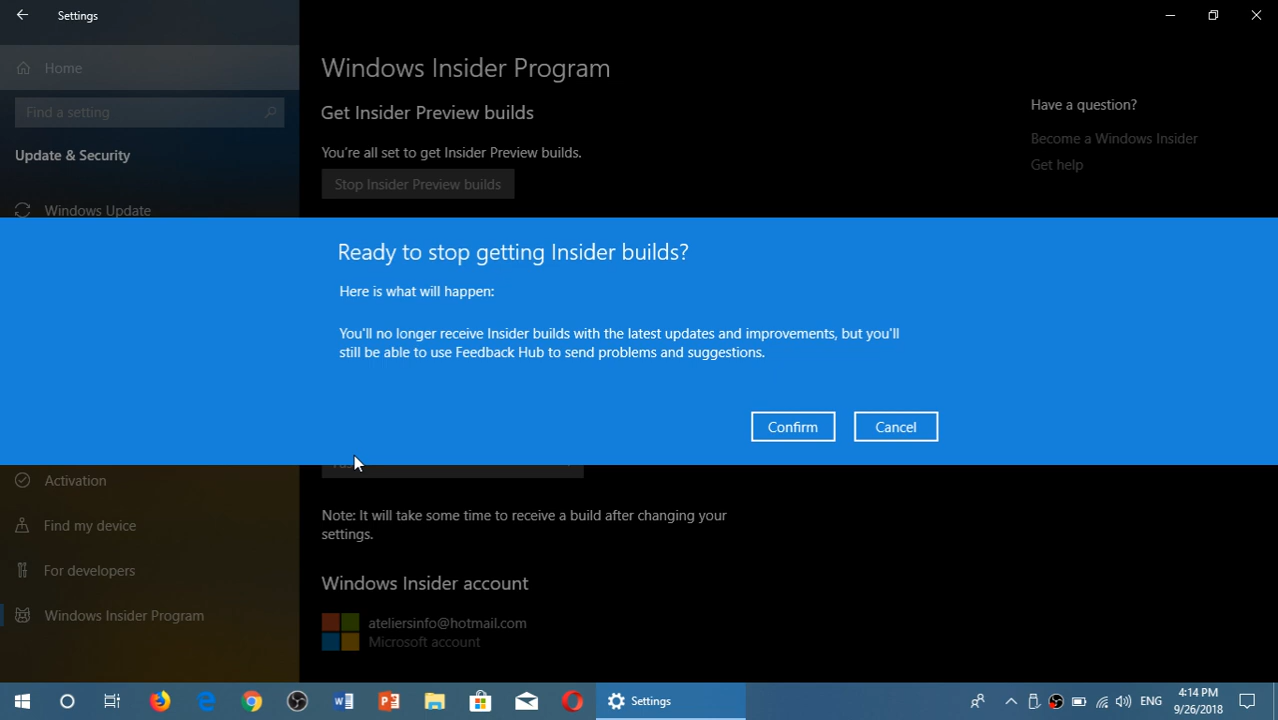 Settings
Home
Find a setting
Update & Security
Windows Update
Windows Insider Program
Get Insider Preview builds
You're all set to get Insider Preview builds.
Stop Insider Preview builds
Have a question?
Become a Windows Insider
Get help
Ready to stop getting Insider builds?
Here is what will happen:
You'll no longer receive Insider builds with the latest updates and improvements, but you'll
still be able to use Feedback Hub to send problems and suggestions.
Confirm
Cancel
Activation
Find my device
For developers
Windows Insider Program
Note: It will take some time to receive a build after changing your
settings.
Windows Insider account
ateliersinfo@hotmail.com
Microsoft account
Settings
ENG
4:14 PM
9/26/2018